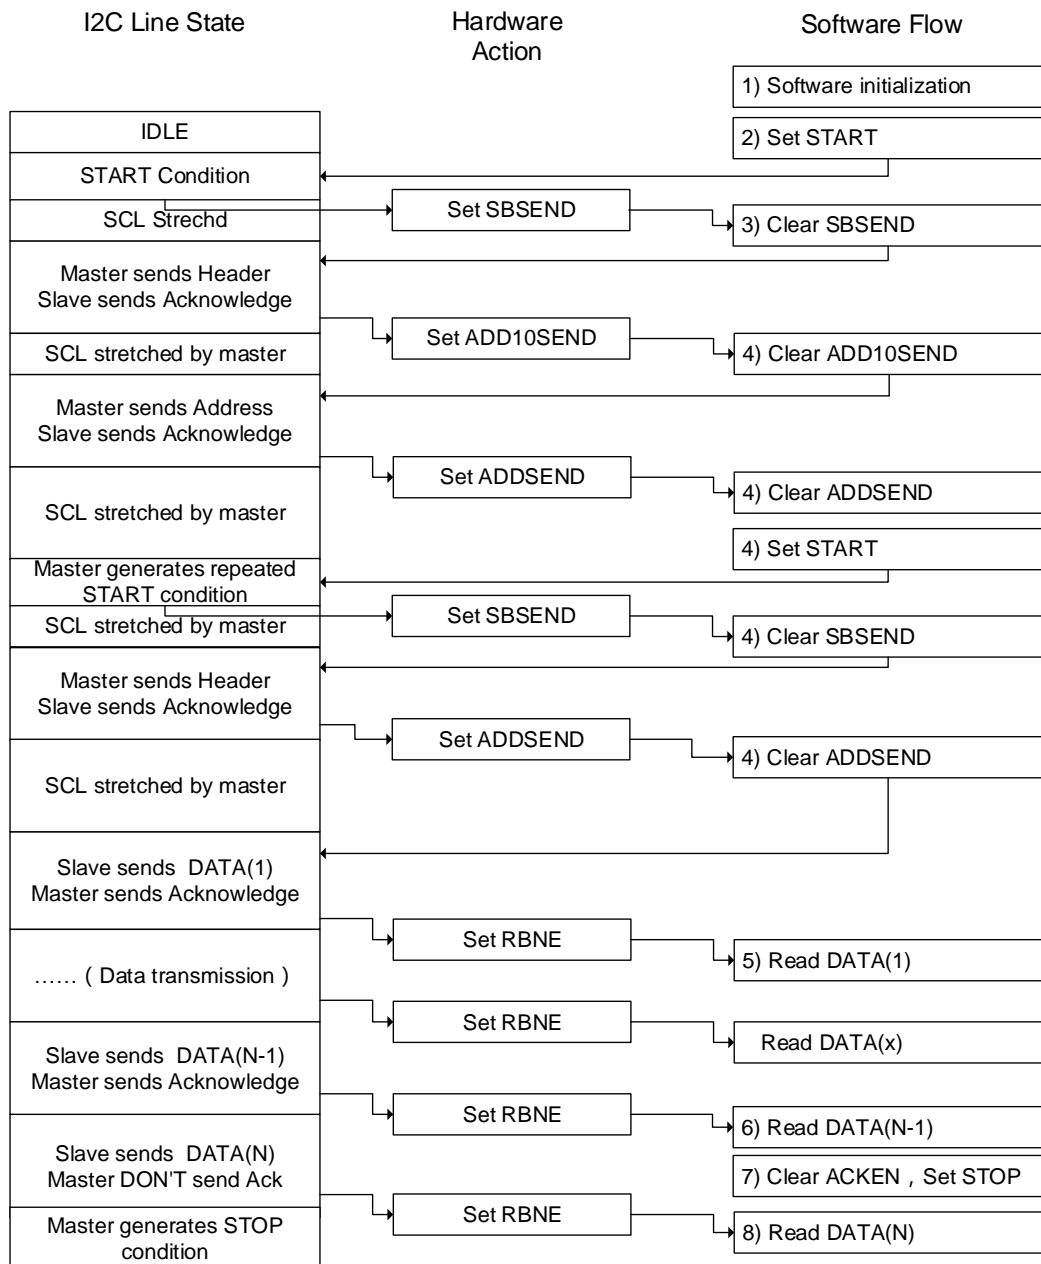 I2C Line State
Hardware
Action
Software Flow
1) Software initialization
IDLE
2) Set START
START Condition
Set SBSEND
SCL Strechd
3) Clear SBSEND
Master sends Header
Slave sends Acknowledge
Set ADD10SEND
SCL stretched by master
4) Clear ADD10SEND
Master sends Address
Slave sends Acknowledge
Set ADDSEND
4) Clear ADDSEND
SCL stretched by master
4) Set START
Master generates repeated
START condition
Set SBSEND
SCL stretched by master
4) Clear SBSEND
Master sends Header
Slave sends Acknowledge
Set ADDSEND
4) Clear ADDSEND
SCL stretched by master
Slave sends DATA(1)
Master sends Acknowledge
Set RBNE
5) Read DATA(1)
…… ( Data transmission )
Set RBNE
Read DATA(x)
Slave sends DATA(N-1)
Master sends Acknowledge
Set RBNE
6) Read DATA(N-1)
Slave sends DATA(N)
Master DON'T send Ack
7) Clear ACKEN , Set STOP
Set RBNE
8) Read DATA(N)
Master generates STOP
condition